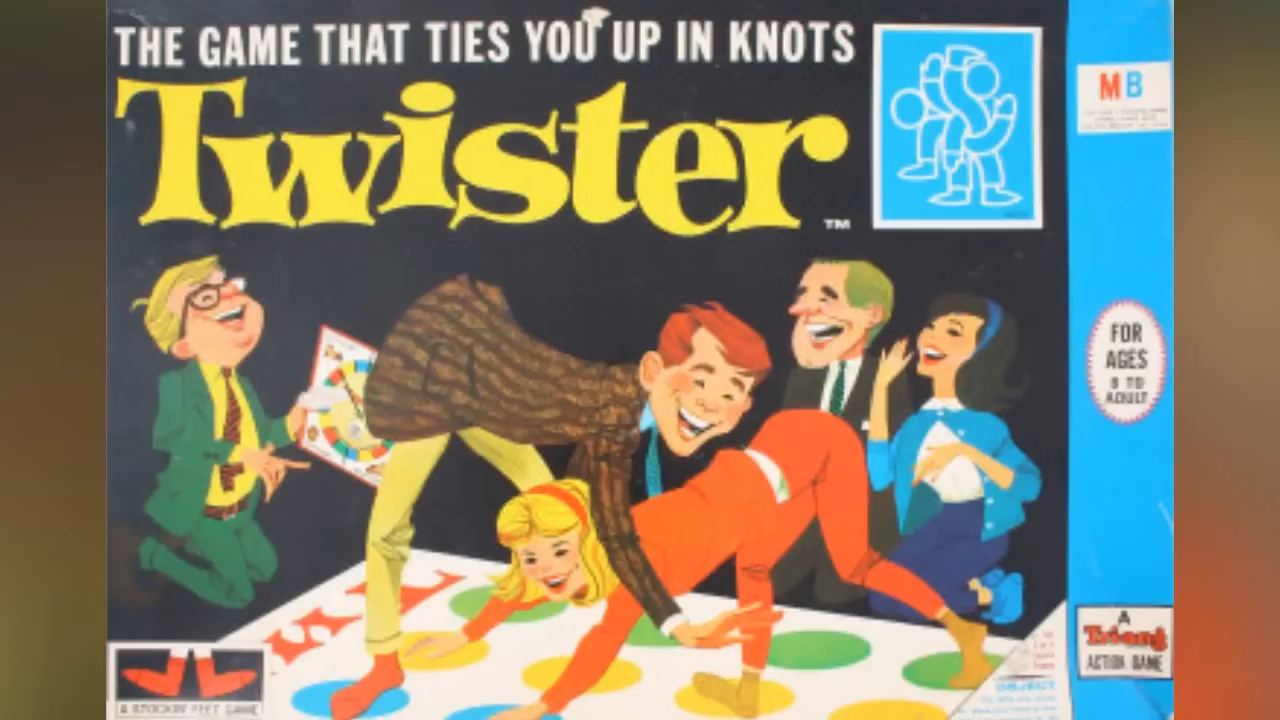 THE GAME THAT TIES YOU UP IN KNOTS
Twister
TM
MB
FOR
AGES
8 TO
ADULT
A
Triang
ACTION GAME
OBJECT
A STOCKIN' FEET GAME